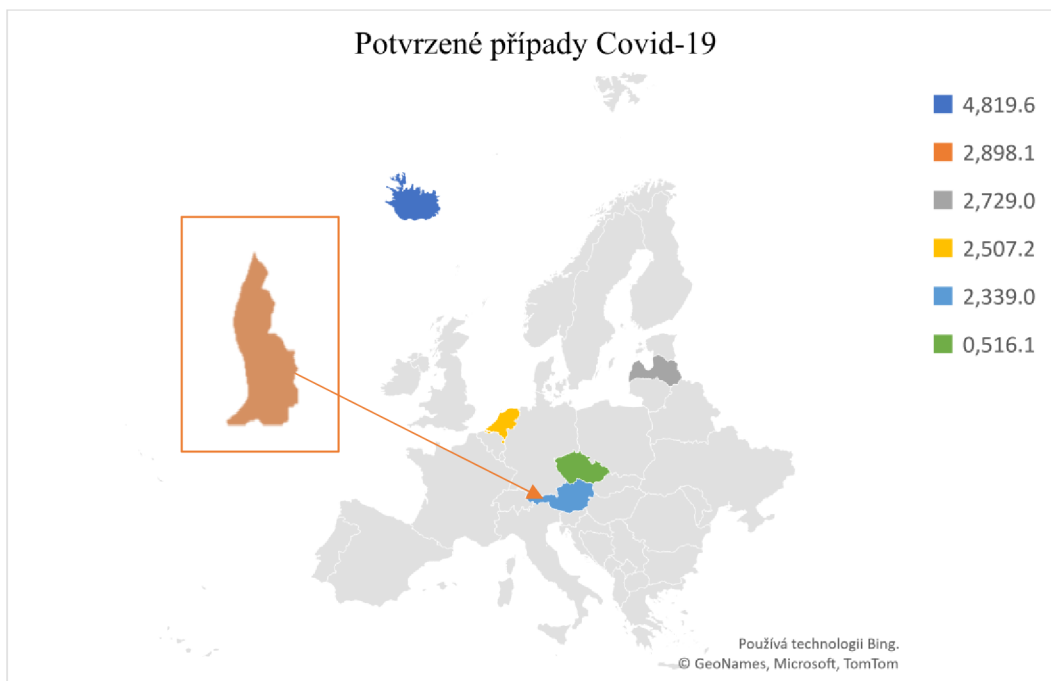 Potvrzené případy Covid-19
4,819.6
2,898.1
2,729.0
2,507.2
2,339.0
0,516.1
Používá technologii Bing.
© GeoNames, Microsoft, TomTom